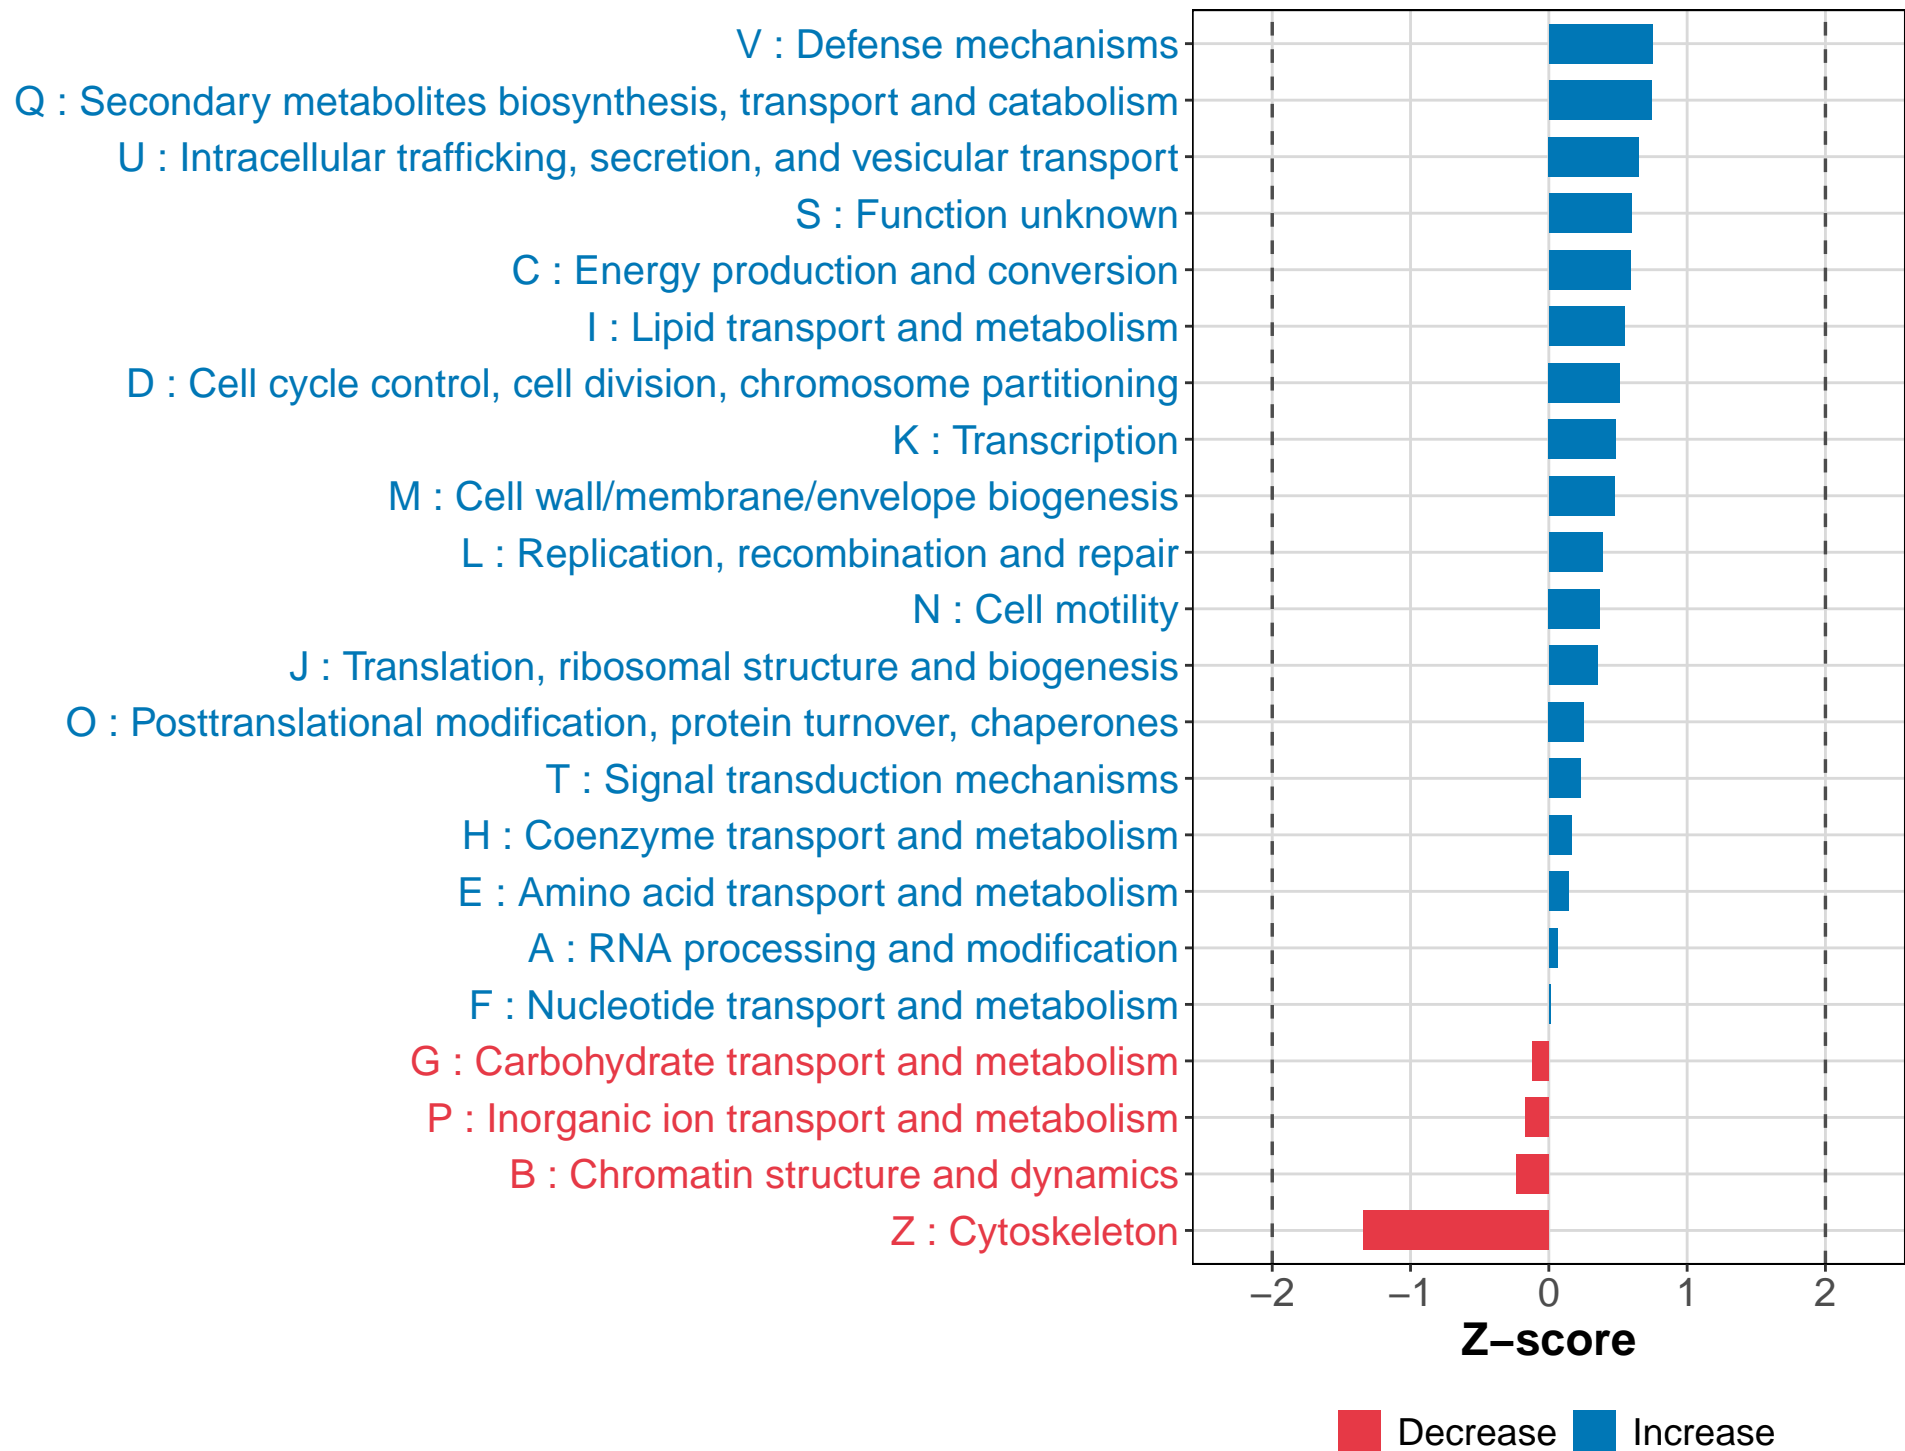 V : Defense mechanisms
Q : Secondary metabolites biosynthesis, transport and catabolism
U : Intracellular trafficking, secretion, and vesicular transport
S : Function unknown
C : Energy production and conversion
I : Lipid transport and metabolism
D : Cell cycle control, cell division, chromosome partitioning
K : Transcription
M : Cell wall/membrane/envelope biogenesis
L : Replication, recombination and repair
N : Cell motility
J : Translation, ribosomal structure and biogenesis
O : Posttranslational modification, protein turnover, chaperones
T : Signal transduction mechanisms
H : Coenzyme transport and metabolism
E : Amino acid transport and metabolism
A : RNA processing and modification
F : Nucleotide transport and metabolism
G : Carbohydrate transport and metabolism
P : Inorganic ion transport and metabolism
B : Chromatin structure and dynamics
Z : Cytoskeleton
−2 −1 0 1 2
Z−score
Decrease Increase